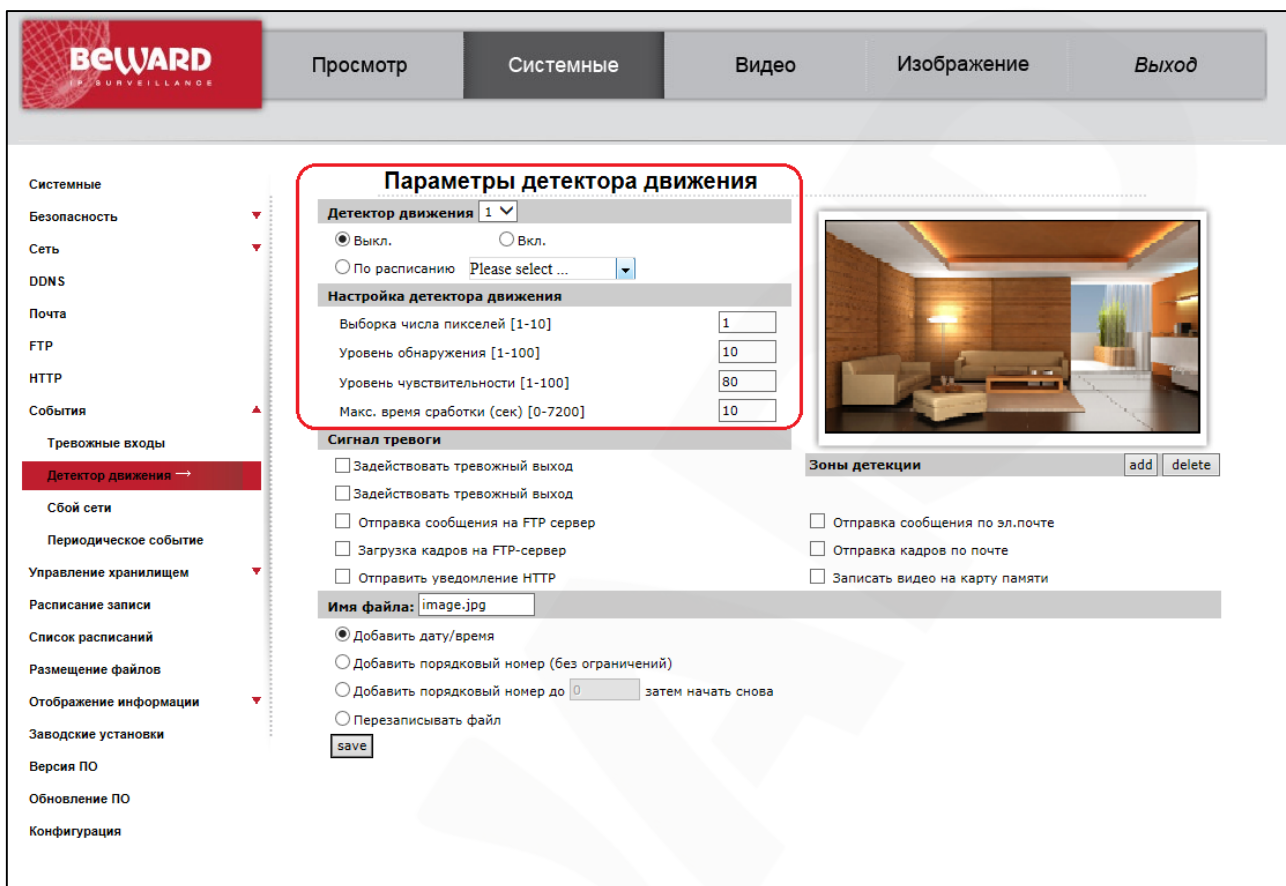 BEWARD
IP SURVEILLANCE
Просмотр
Системные
Видео
Изображение
Выход
Системные
Безопасность
Сеть
DDNS
Почта
FTP
HTTP
События
Тревожные входы
Детектор движения →
Сбой сети
Периодическое событие
Управление хранилищем
Расписание записи
Список расписаний
Размещение файлов
Отображение информации
Заводские установки
Версия ПО
Обновление ПО
Конфигурация
Параметры детектора движения
Детектор движения 1
Выкл. Вкл.
По расписанию Please select ...
Настройка детектора движения
Выборка числа пикселей [1-10] 1
Уровень обнаружения [1-100] 10
Уровень чувствительности [1-100] 80
Макс. время сработки (сек) [0-7200] 10
Сигнал тревоги
Зоны детекции add delete
Задействовать тревожный выход
Задействовать тревожный выход
Отправка сообщения на FTP сервер Отправка сообщения по эл.почте
Загрузка кадров на FTP-сервер Отправка кадров по почте
Отправить уведомление HTTP Записать видео на карту памяти
Имя файла: image.jpg
Добавить дату/время
Добавить порядковый номер (без ограничений)
Добавить порядковый номер до 0 затем начать снова
Перезаписывать файл
save